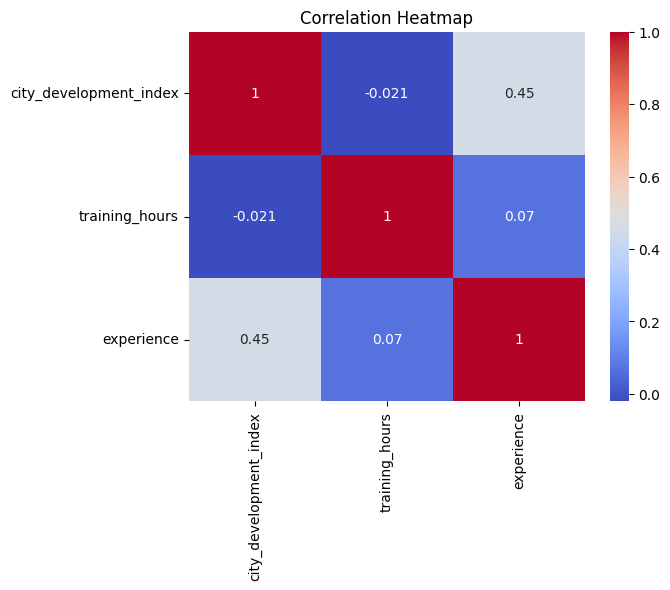 Correlation Heatmap
city_development_index
training_hours
experience
1 -0.021 0.45
-0.021 1 0.07
0.45 0.07 1
city_development_index
training_hours
experience
1.0
0.8
0.6
0.4
0.2
0.0